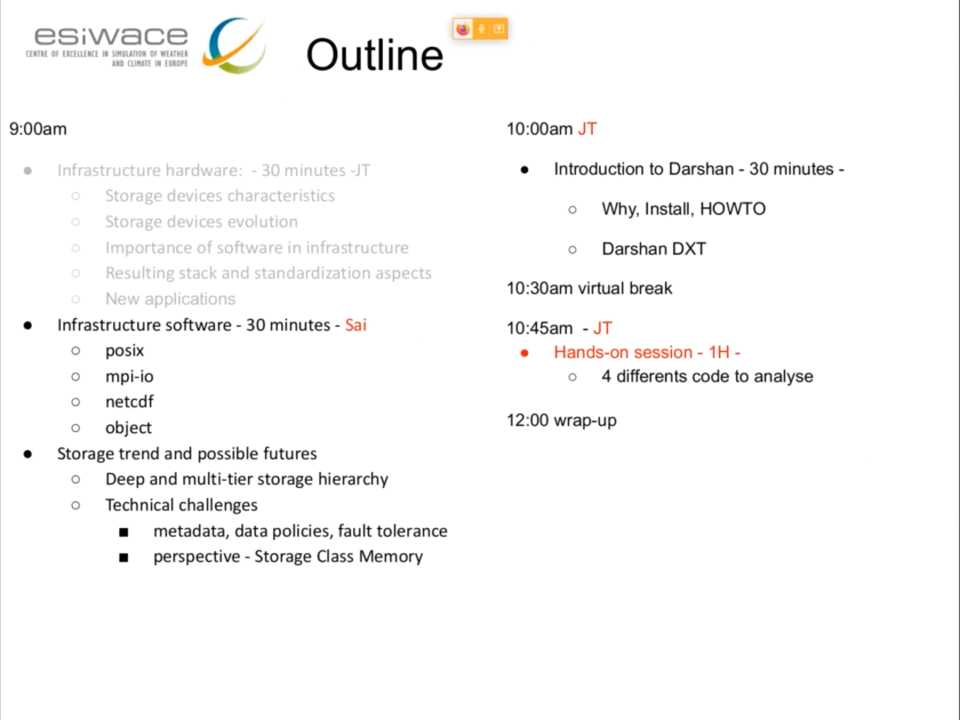 esiwace
CENTRE OF EXCELLENCE IN SIMULATION OF WEATHER
AND CLIMATE IN EUROPE
Outline
9:00am
● Infrastructure hardware: - 30 minutes -JT
○ Storage devices characteristics
○ Storage devices evolution
○ Importance of software in infrastructure
○ Resulting stack and standardization aspects
○ New applications
● Infrastructure software - 30 minutes - Sai
○ posix
○ mpi-io
○ netcdf
○ object
● Storage trend and possible futures
○ Deep and multi-tier storage hierarchy
○ Technical challenges
■ metadata, data policies, fault tolerance
■ perspective - Storage Class Memory
10:00am JT
● Introduction to Darshan - 30 minutes -
○ Why, Install, HOWTO
○ Darshan DXT
10:30am virtual break
10:45am - JT
● Hands-on session - 1H -
○ 4 differents code to analyse
12:00 wrap-up